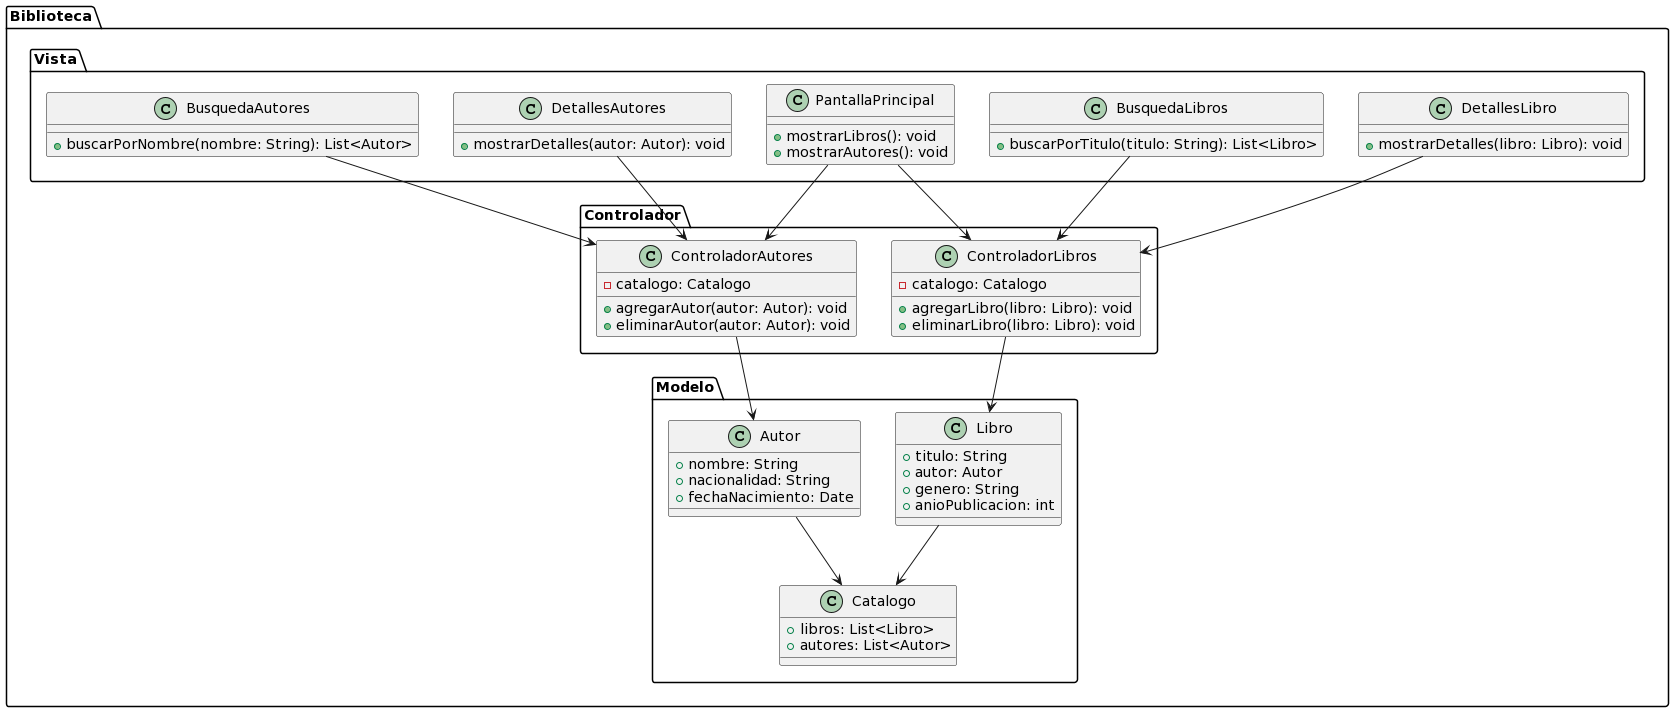 Biblioteca
Vista
C BusquedaAutores
buscarPorNombre(nombre: String): List<Autor>
C DetallesAutores
mostrarDetalles(autor: Autor): void
C PantallaPrincipal
mostrarLibros(): void
mostrarAutores(): void
C BusquedaLibros
buscarPorTitulo(titulo: String): List<Libro>
C DetallesLibro
mostrarDetalles(libro: Libro): void
Controlador
C ControladorAutores
catalogo: Catalogo
agregarAutor(autor: Autor): void
eliminarAutor(autor: Autor): void
C ControladorLibros
catalogo: Catalogo
agregarLibro(libro: Libro): void
eliminarLibro(libro: Libro): void
Modelo
C Autor
nombre: String
nacionalidad: String
fechaNacimiento: Date
C Libro
titulo: String
autor: Autor
genero: String
anioPublicacion: int
C Catalogo
libros: List<Libro>
autores: List<Autor>